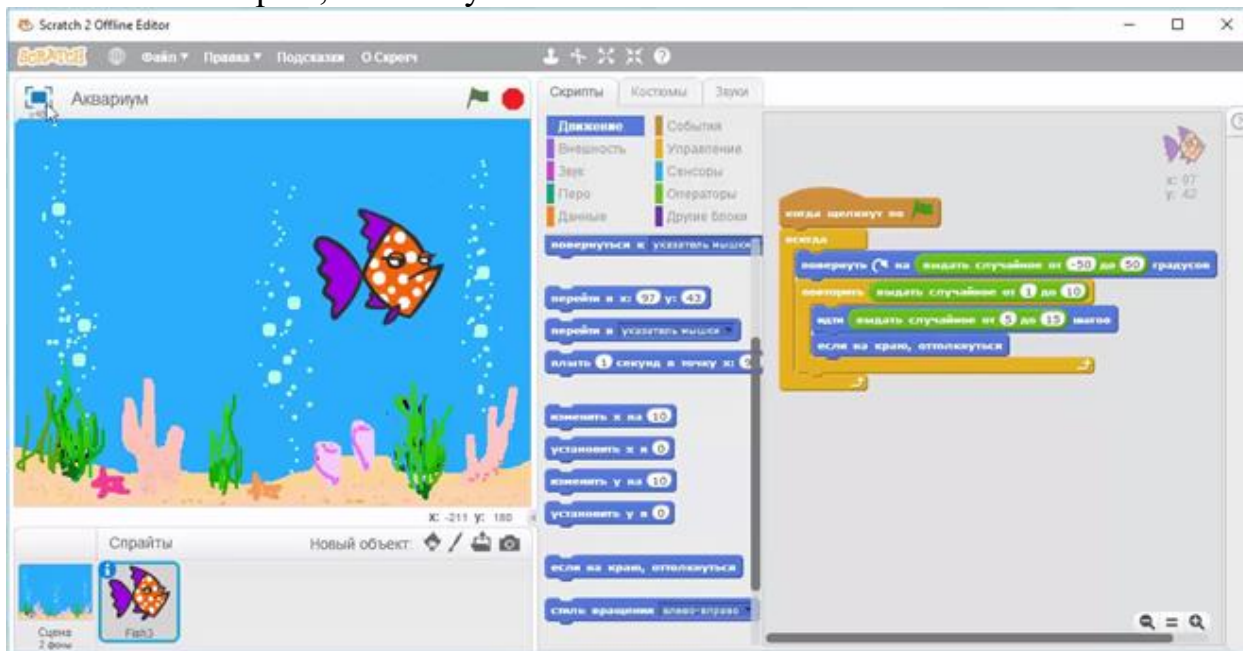 Scratch 2 Offline Editor
SCRATCH Файл Правка Подсказки О Скретч
Аквариум
x: -211 y: 180
Спрайты Новый объект:
Сцена
2 фоны
Fish3
Скрипты Костюмы Звуки
Движение События
Внешность Управление
Звук Сенсоры
Перо Операторы
Данные Другие блоки
повернуться к указатель мышки
перейти в x: 97 y: 43
перейти в указатель мышки
плыть 1 секунд в точку x: 9
изменить x на 10
установить x в 0
изменить y на 10
установить y в 0
если на краю, оттолкнуться
стиль вращения влево-вправо
x: 97
y: 42
когда щелкнут по
всегда
повернуть на выдать случайное от -50 до 50 градусов
повторить выдать случайное от 1 до 10
идти выдать случайное от 5 до 15 шагов
если на краю, оттолкнуться